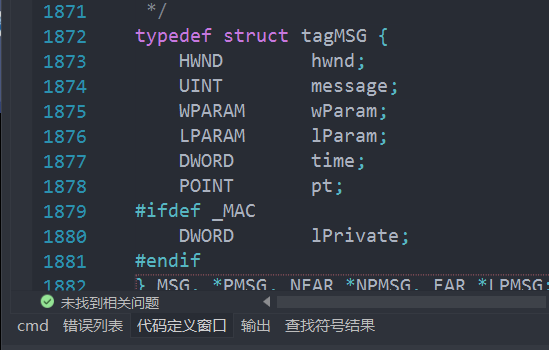 1871 */
1872 typedef struct tagMSG {
1873 HWND hwnd;
1874 UINT message;
1875 WPARAM wParam;
1876 LPARAM lParam;
1877 DWORD time;
1878 POINT pt;
1879 #ifdef _MAC
1880 DWORD lPrivate;
1881 #endif
1882 } MSG, *PMSG, NEAR *NPMSG, FAR *LPMSG;
未找到相关问题
cmd 错误列表 代码定义窗口 输出 查找符号结果